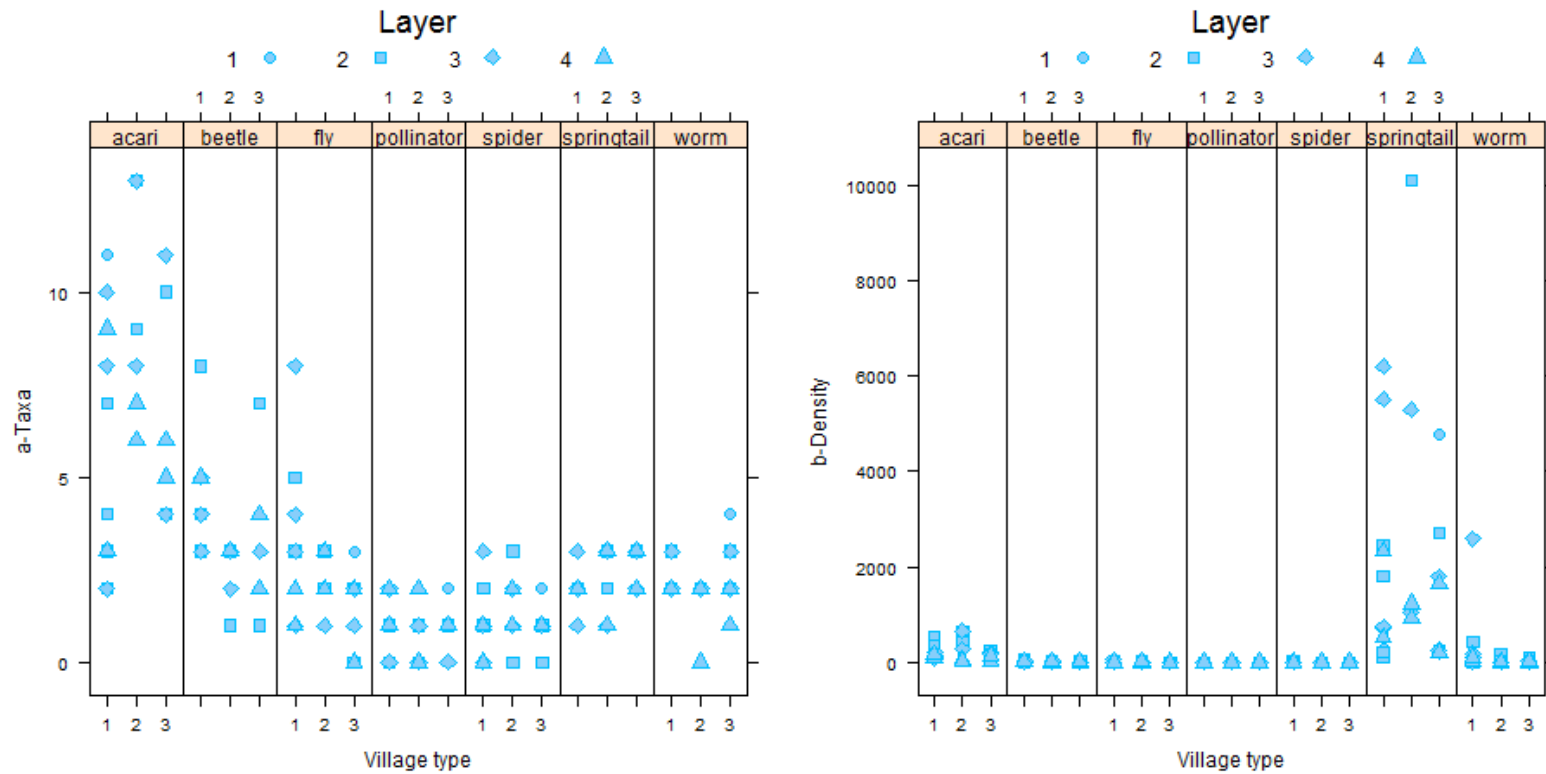 Layer
1 2 3 4
1 2 3 1 2 3 1 2 3
acari beetle fly pollinator spider springtail worm
10
5
0
a-Taxa
1 2 3 1 2 3 1 2 3 1 2 3
Village type
Layer
1 2 3 4
1 2 3 1 2 3 1 2 3
acari beetle fly pollinator spider springtail worm
10000
8000
6000
4000
2000
0
b-Density
1 2 3 1 2 3 1 2 3 1 2 3
Village type